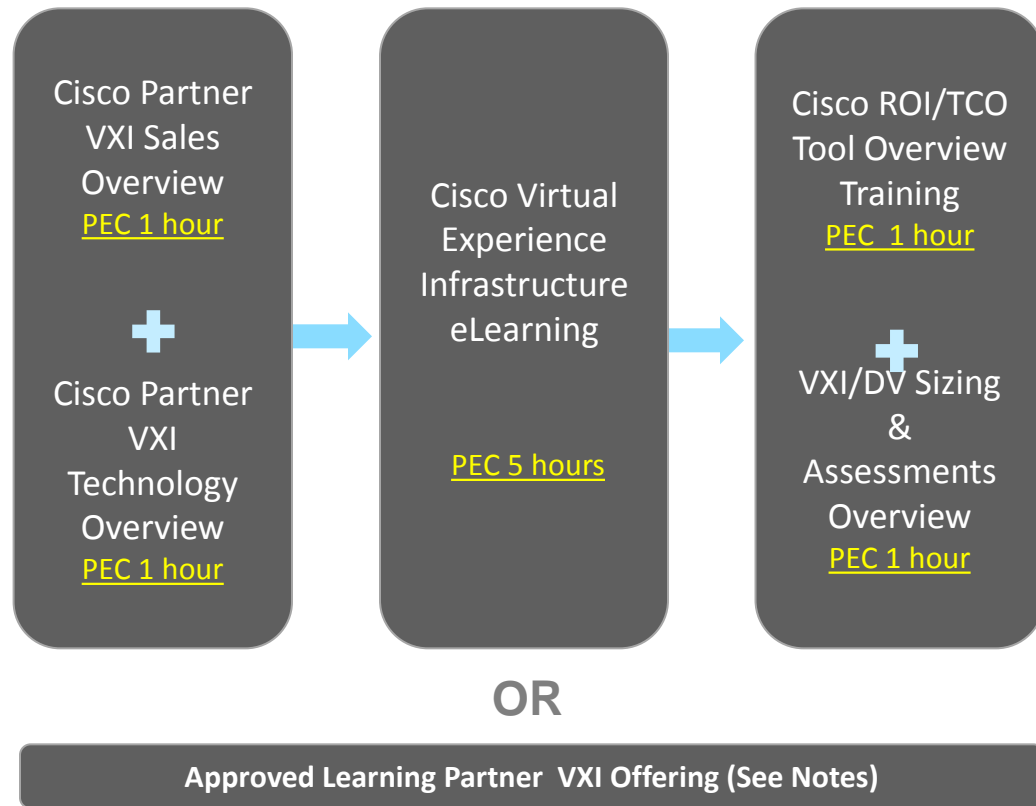 Cisco Partner
VXI Sales
Overview
PEC 1 hour
Cisco Partner
VXI
Technology
Overview
PEC 1 hour
Cisco Virtual
Experience
Infrastructure
eLearning
PEC 5 hours
Cisco ROI/TCO
Tool Overview
Training
PEC  1 hour
VXI/DV Sizing
&
Assessments
Overview
PEC 1 hour
OR
Approved Learning Partner  VXI Offering (See Notes)